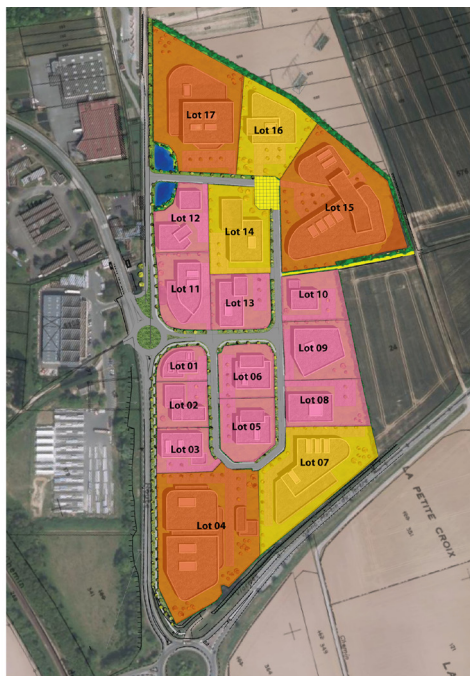 Lot 17
Lot 16
Lot 15
Lot 12
Lot 14
Lot 11
Lot 13
Lot 10
Lot 09
Lot 01
Lot 06
Lot 02
Lot 08
Lot 05
Lot 03
Lot 07
Lot 04
LA PETITE CROIX
LA